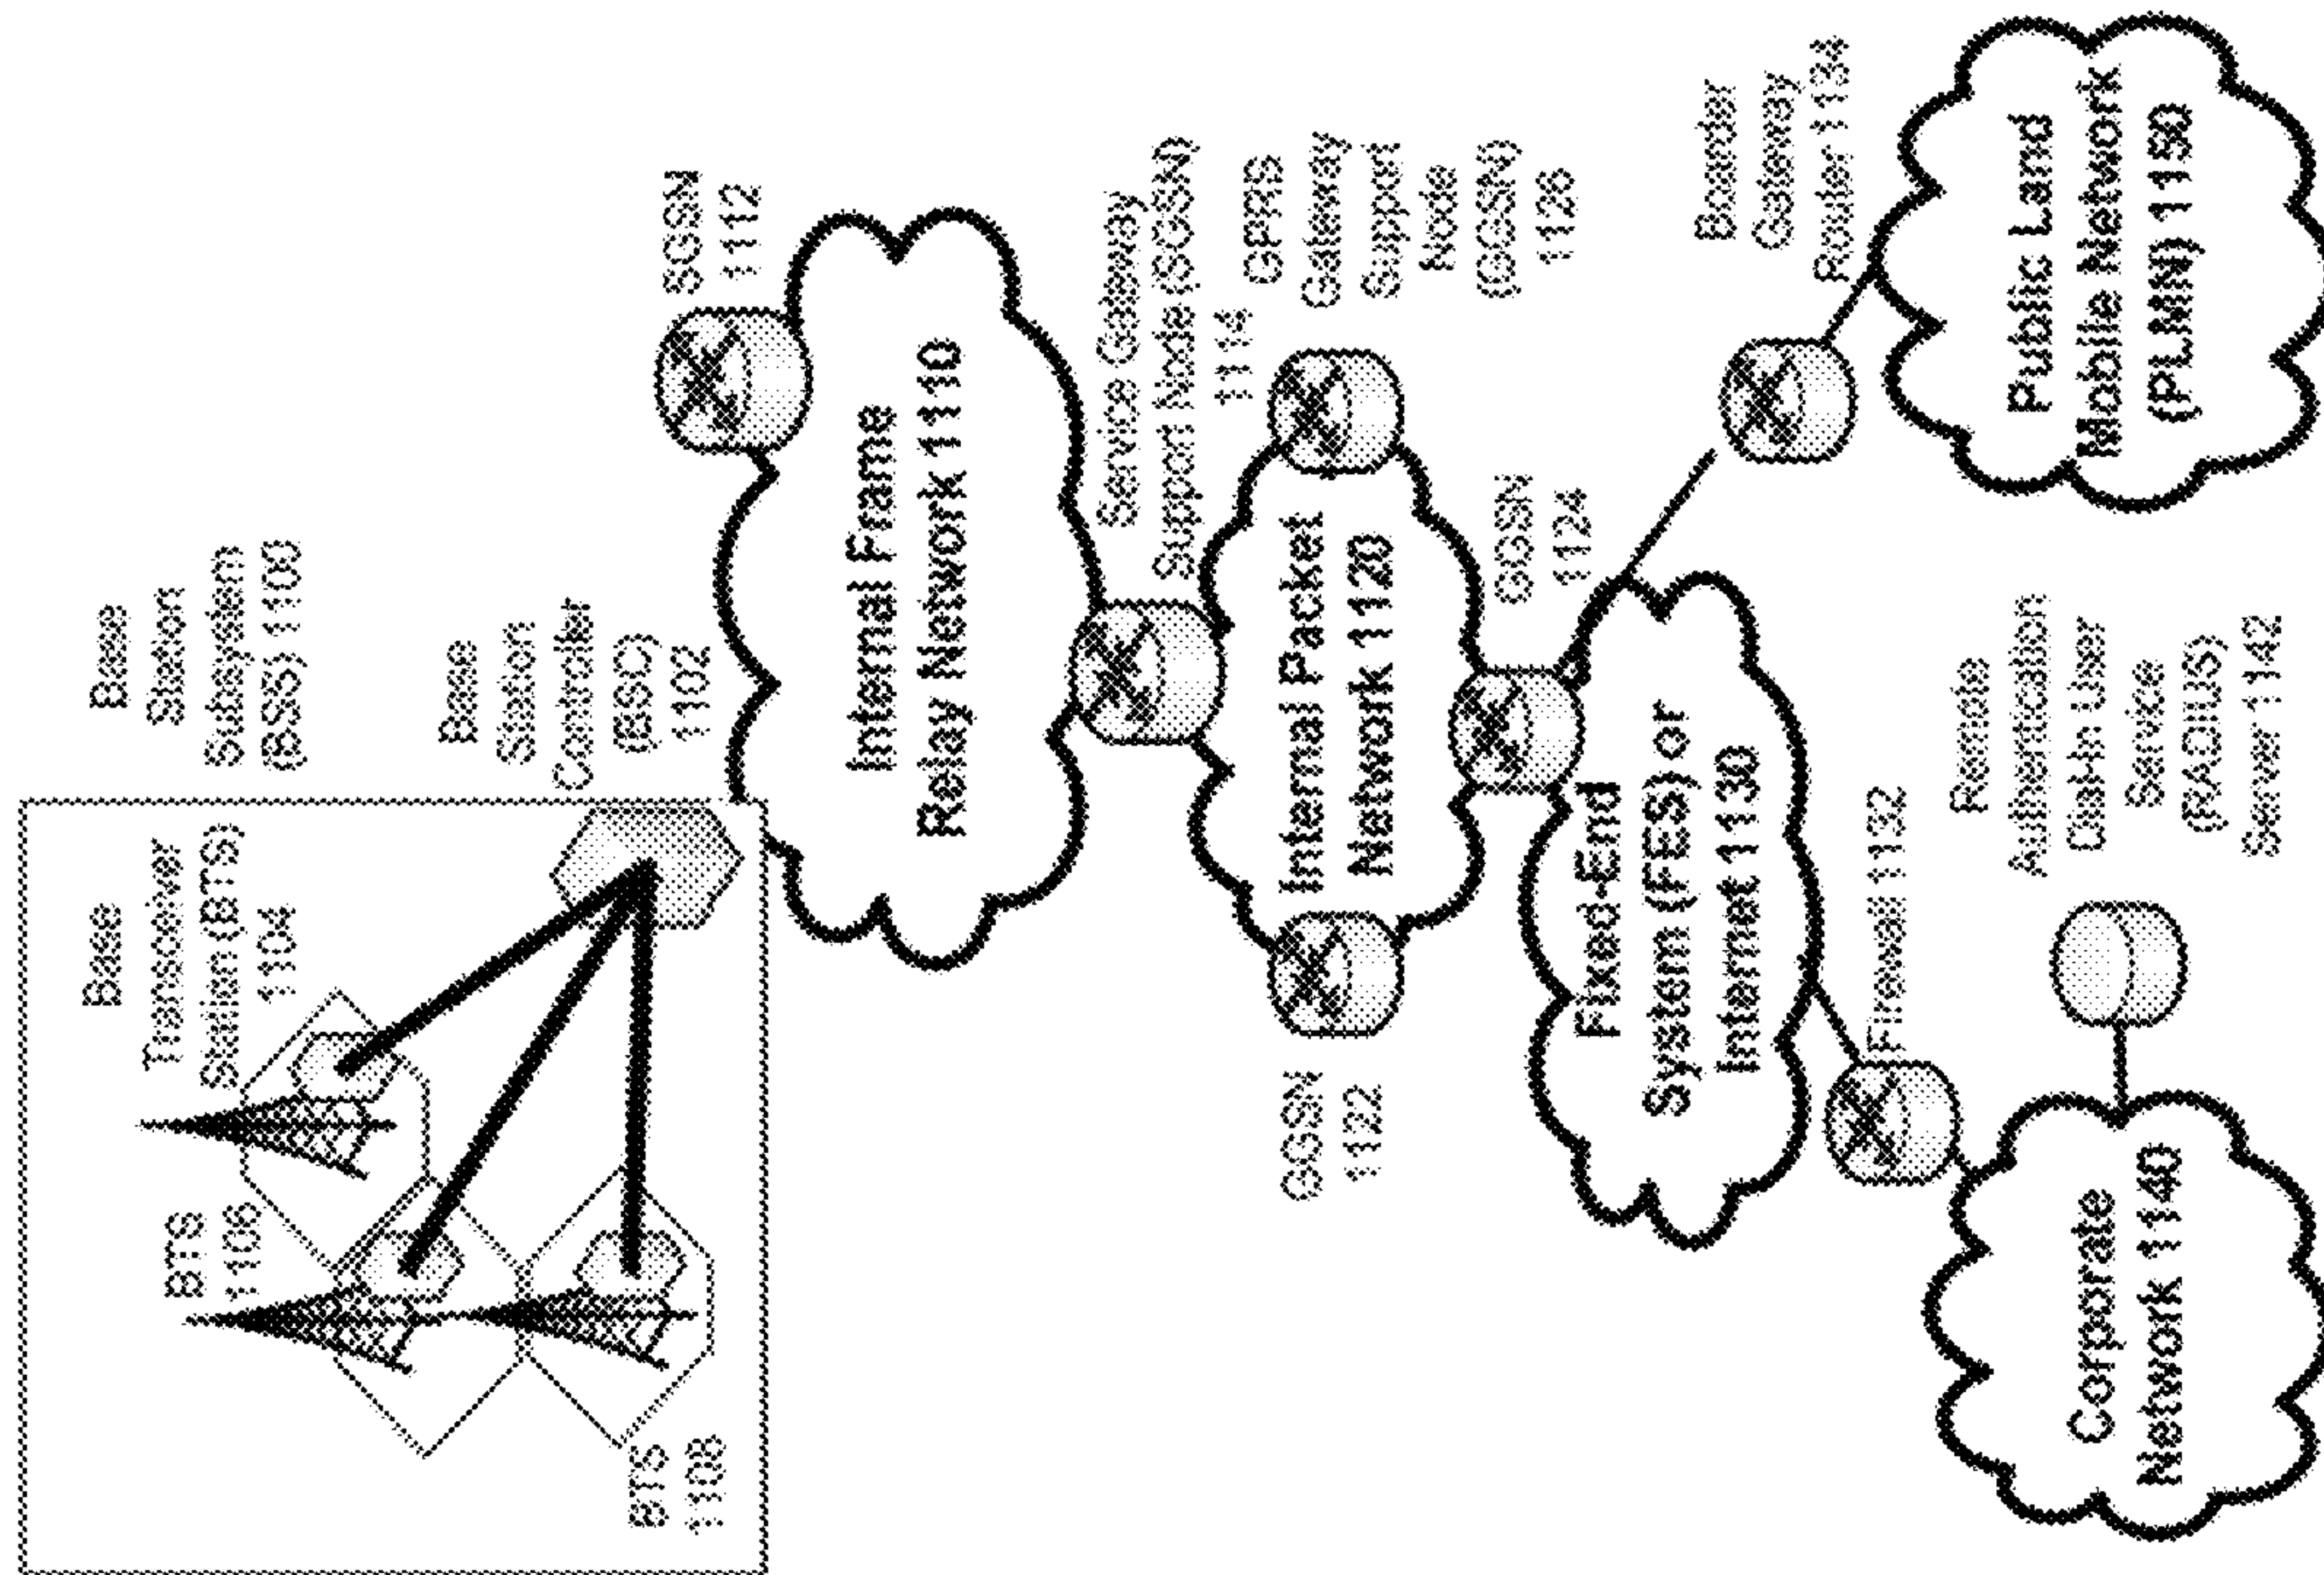 Base
Station
Subsystem
(BSS) 1100
Base
Transceiver
Station (BTS)
1104
BTS
1106
BTS
1108
Base
Station
Controller
(BSC)
1102
SGSN
1112
Internal Frame
Relay Network 1110
Service Gateway
Support Node (SGSN)
1114
GPRS
Gateway
Support
Node
(GGSN)
1126
Internal Packet
Network 1120
GGSN
1122
GGSN
1124
Fixed-End
System (FES) or
Internet 1130
Boarder
Gateway
Router 1134
Public Land
Mobile Network
(PLMN) 1150
Firewall 1132
Remote
Authentication
Dial-In User
Service
(RADIUS)
Server 1142
Corporate
Network 1140